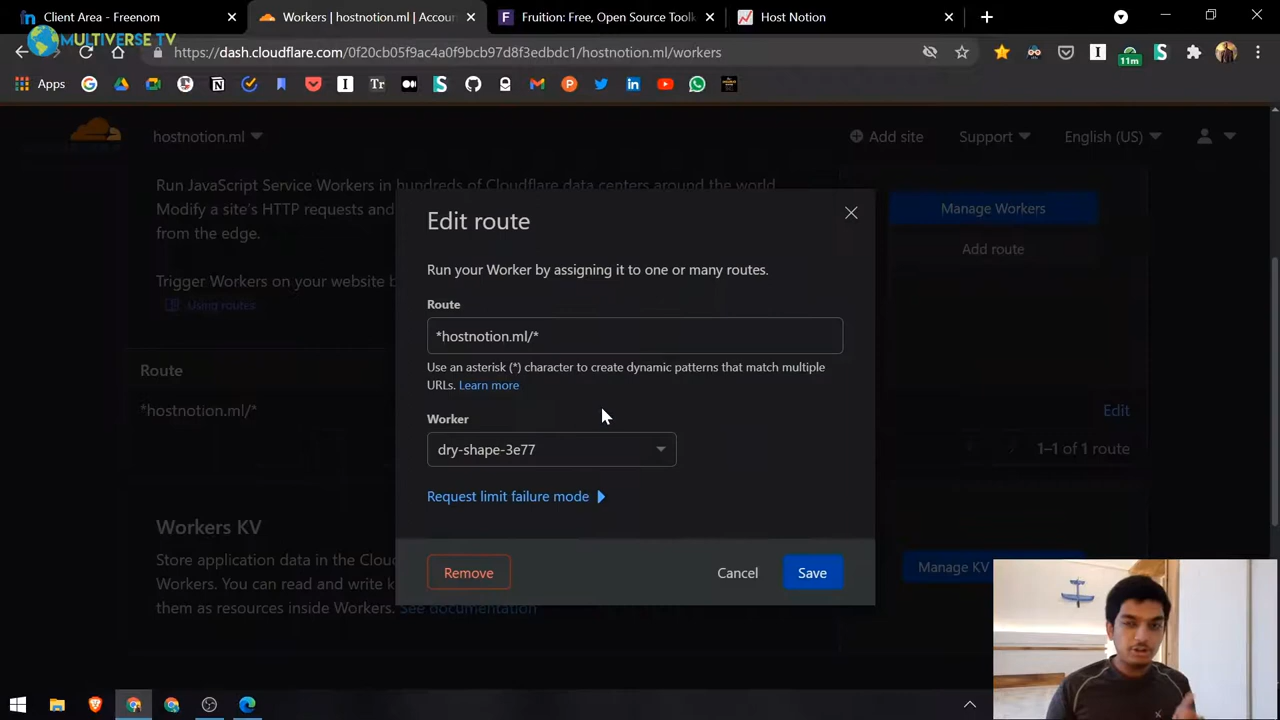 Client Area - Freenom
Workers | hostnotion.ml | Accou
Fruition: Free, Open Source Toolk
Host Notion
MULTIVERSE TV
https://dash.cloudflare.com/0f20cb05f9ac4a0f9bcb97d8f3edbdc1/hostnotion.ml/workers
11m
Apps
hostnotion.ml
Add site
Support
English (US)
Run JavaScript Service Workers in hundreds of Cloudflare data centers around the world.
Modify a site's HTTP requests and
from the edge.
Manage Workers
Add route
Trigger Workers on your website b
Using routes
Edit route
Run your Worker by assigning it to one or many routes.
Route
*hostnotion.ml/*
Use an asterisk (*) character to create dynamic patterns that match multiple
URLs. Learn more
Worker
dry-shape-3e77
Request limit failure mode
Remove
Cancel
Save
Route
*hostnotion.ml/*
Edit
1–1 of 1 route
Workers KV
Store application data in the Clou
Workers. You can read and write k
them as resources inside Workers. See documentation
Manage KV